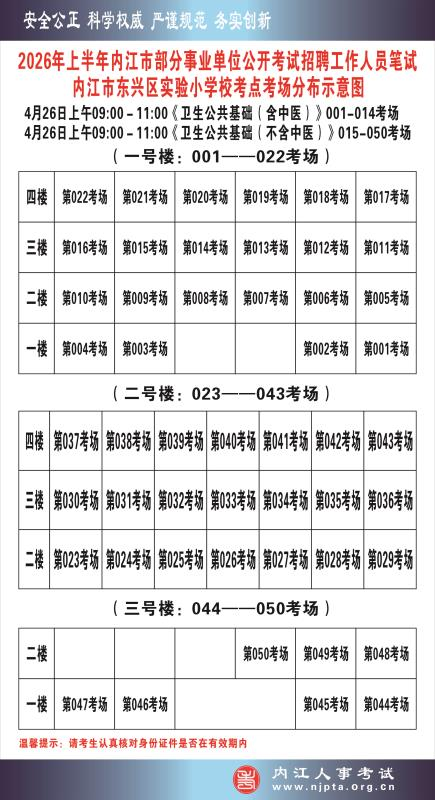 安全公正 科学权威 严谨规范 务实创新
2026年上半年内江市部分事业单位公开考试招聘工作人员笔试
内江市东兴区实验小学校考点考场分布示意图
4月26日上午09:00－11:00《卫生公共基础（含中医）》001-014考场
4月26日上午09:00－11:00《卫生公共基础（不含中医）》015-050考场
（一号楼：001——022考场）
四楼 第022考场 第021考场 第020考场 第019考场 第018考场 第017考场
三楼 第016考场 第015考场 第014考场 第013考场 第012考场 第011考场
二楼 第010考场 第009考场 第008考场 第007考场 第006考场 第005考场
一楼 第004考场 第003考场 第002考场 第001考场
（二号楼：023——043考场）
四楼 第037考场 第038考场 第039考场 第040考场 第041考场 第042考场 第043考场
三楼 第030考场 第031考场 第032考场 第033考场 第034考场 第035考场 第036考场
二楼 第023考场 第024考场 第025考场 第026考场 第027考场 第028考场 第029考场
（三号楼：044——050考场）
二楼 第050考场 第049考场 第048考场
一楼 第047考场 第046考场 第045考场 第044考场
温馨提示：请考生认真核对身份证件是否在有效期内
内江人事考试
www.njpta.org.cn